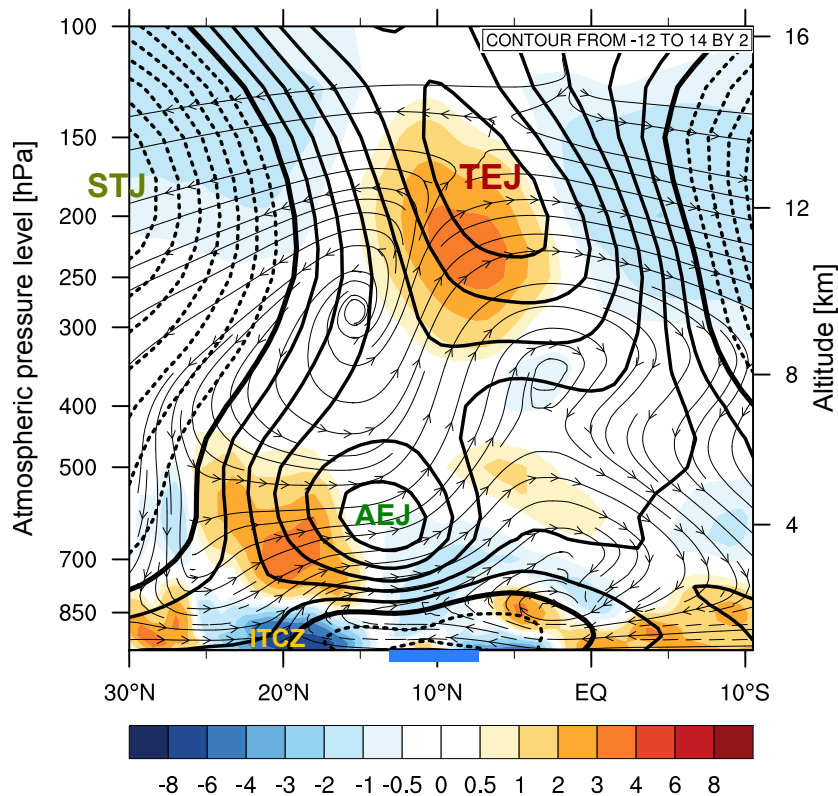 CONTOUR FROM -12 TO 14 BY 2
Atmospheric pressure level [hPa]
100
150
200
250
300
400
500
700
850
16
12
8
4
Altitude [km]
STJ
TEJ
AEJ
ITCZ
30°N 20°N 10°N EQ 10°S
-8 -6 -4 -3 -2 -1 -0.5 0 0.5 1 2 3 4 6 8